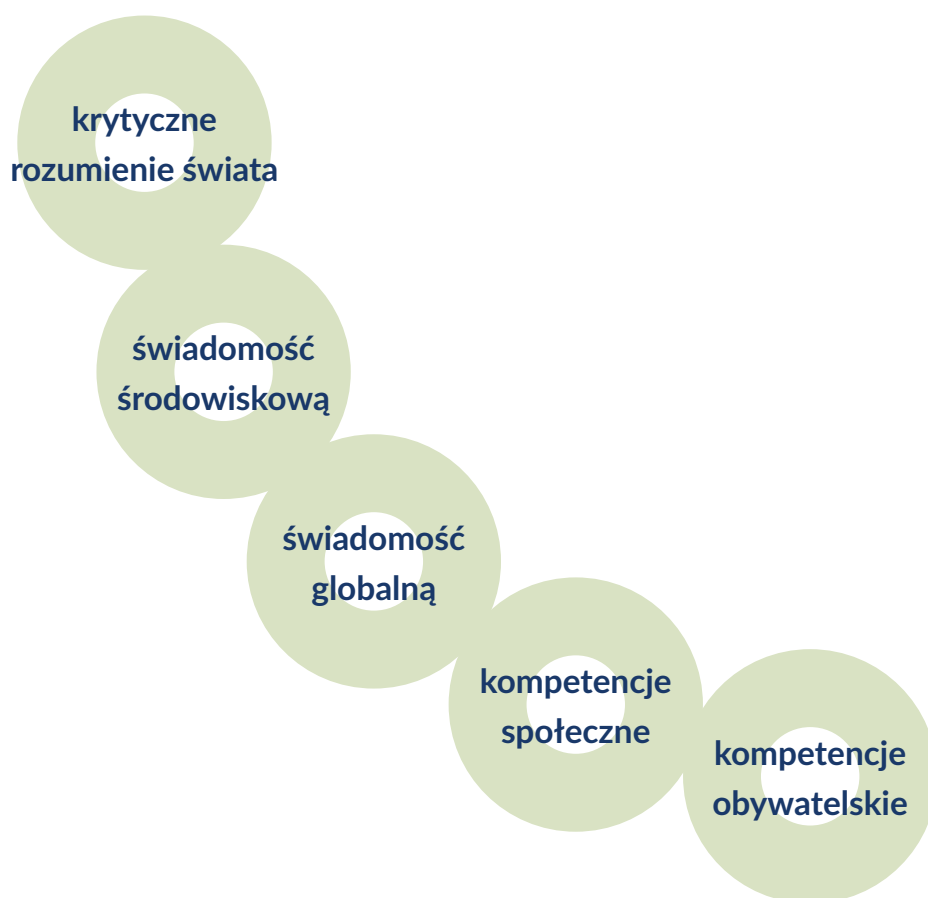 krytyczne
rozumienie świata
świadomość
środowiskową
świadomość
globalną
kompetencje
społeczne
kompetencje
obywatelskie